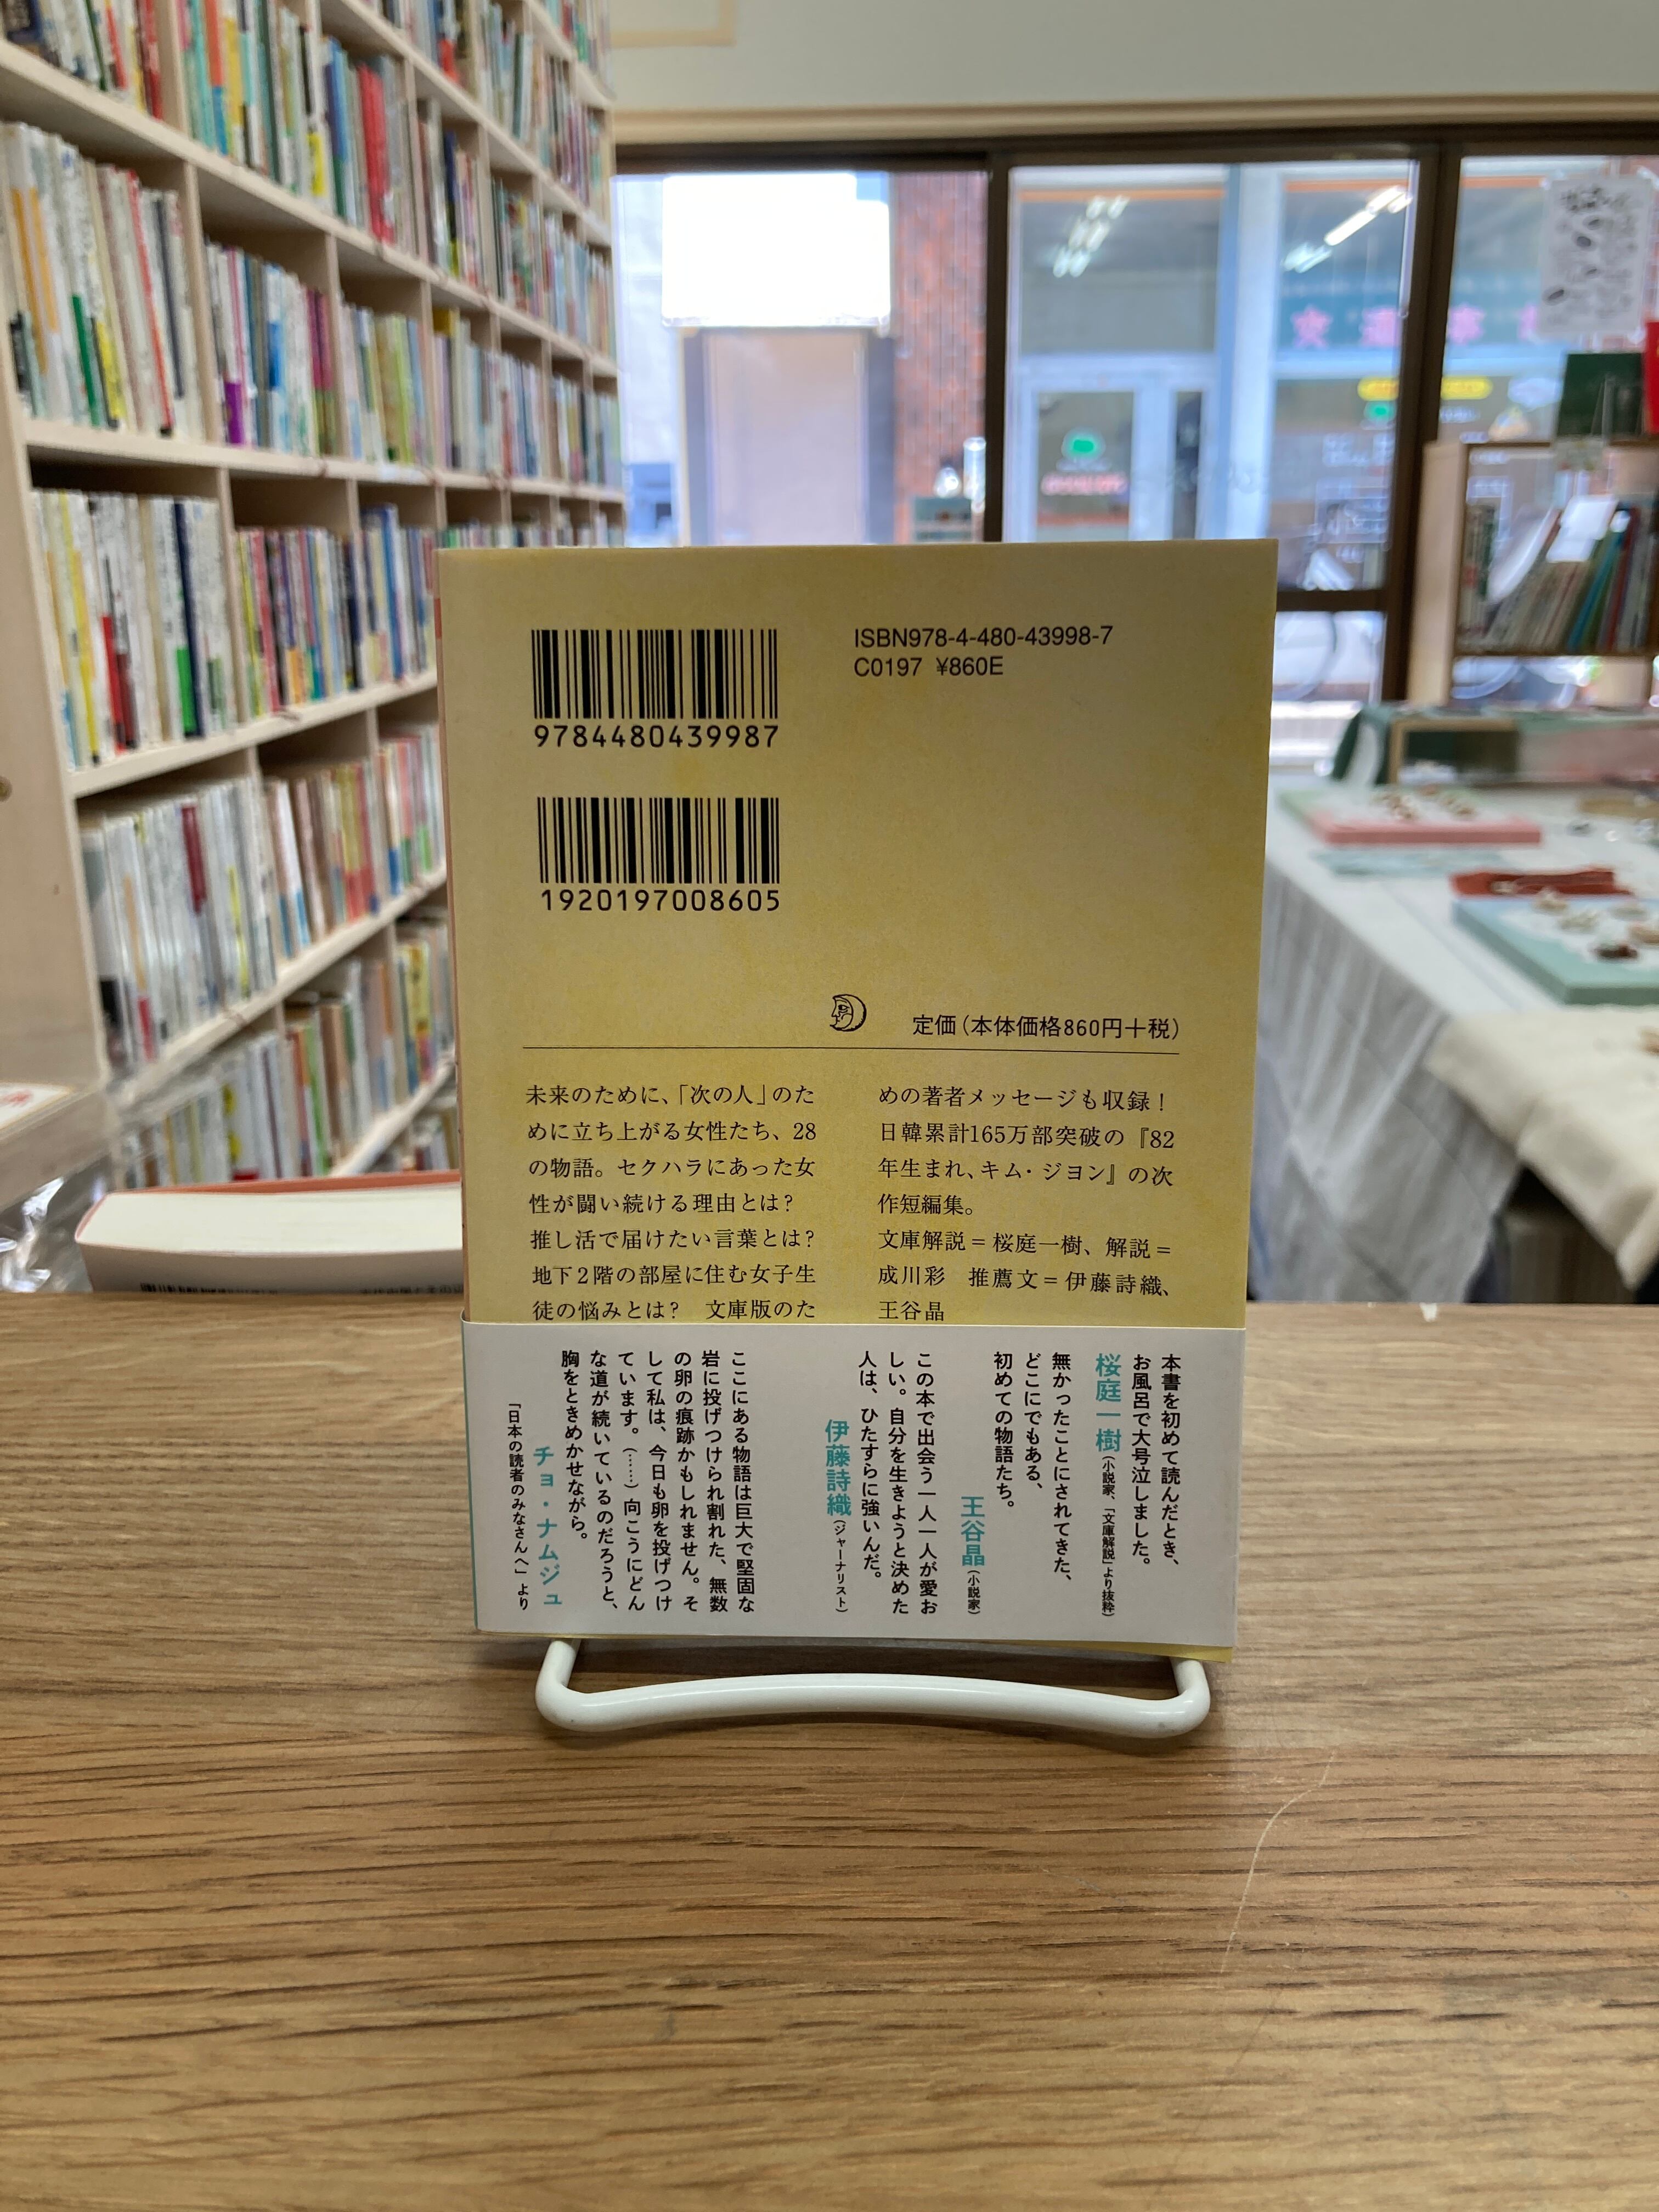 9784480439987
1920197008605
ISBN978-4-480-43998-7
C0197 ¥860E
定価(本体価格860円+税)
未来のために、「次の人」のた
めに立ち上がる女性たち、28
の物語。セクハラにあった女
性が闘い続ける理由とは?
推し活で届けたい言葉とは?
地下2階の部屋に住む女子生
徒の悩みとは? 文庫版のた
めの著者メッセージも収録!
日韓累計165万部突破の『82
年生まれ、キム・ジヨン』の次
作短編集。
文庫解説=桜庭一樹、解説=
成川彩 推薦文=伊藤詩織、
王谷晶
本書を初めて読んだとき、
お風呂で大号泣しました。
桜庭一樹(小説家、「文庫解説」より抜粋)
無かったことにされてきた、
どこにでもある、
初めての物語たち。
王谷晶(小説家)
この本で出会う一人一人が愛お
しい。自分を生きようと決めた
人は、ひたすらに強いんだ。
伊藤詩織(ジャーナリスト)
ここにある物語は巨大で堅固な
岩に投げつけられ割れた、無数
の卵の痕跡かもしれません。そ
して私は、今日も卵を投げつけ
ています。(……)向こうにどん
な道が続いているのだろうと、
胸をときめかせながら。
チョ・ナムジュ
「日本の読者のみなさんへ」より